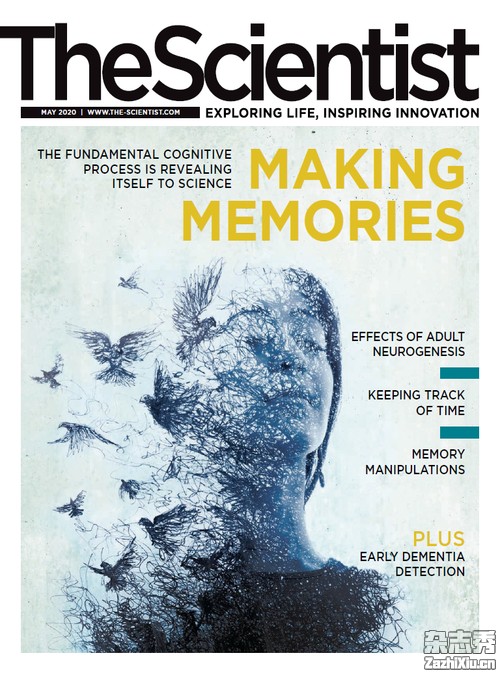 TheScientist
MAY 2020 | WWW.THE-SCIENTIST.COM
EXPLORING LIFE, INSPIRING INNOVATION
THE FUNDAMENTAL COGNITIVE
PROCESS IS REVEALING
ITSELF TO SCIENCE
MAKING
MEMORIES
EFFECTS OF ADULT
NEUROGENESIS
KEEPING TRACK
OF TIME
MEMORY
MANIPULATIONS
PLUS
EARLY DEMENTIA
DETECTION
杂志秀
ZaZhiXiu.cn